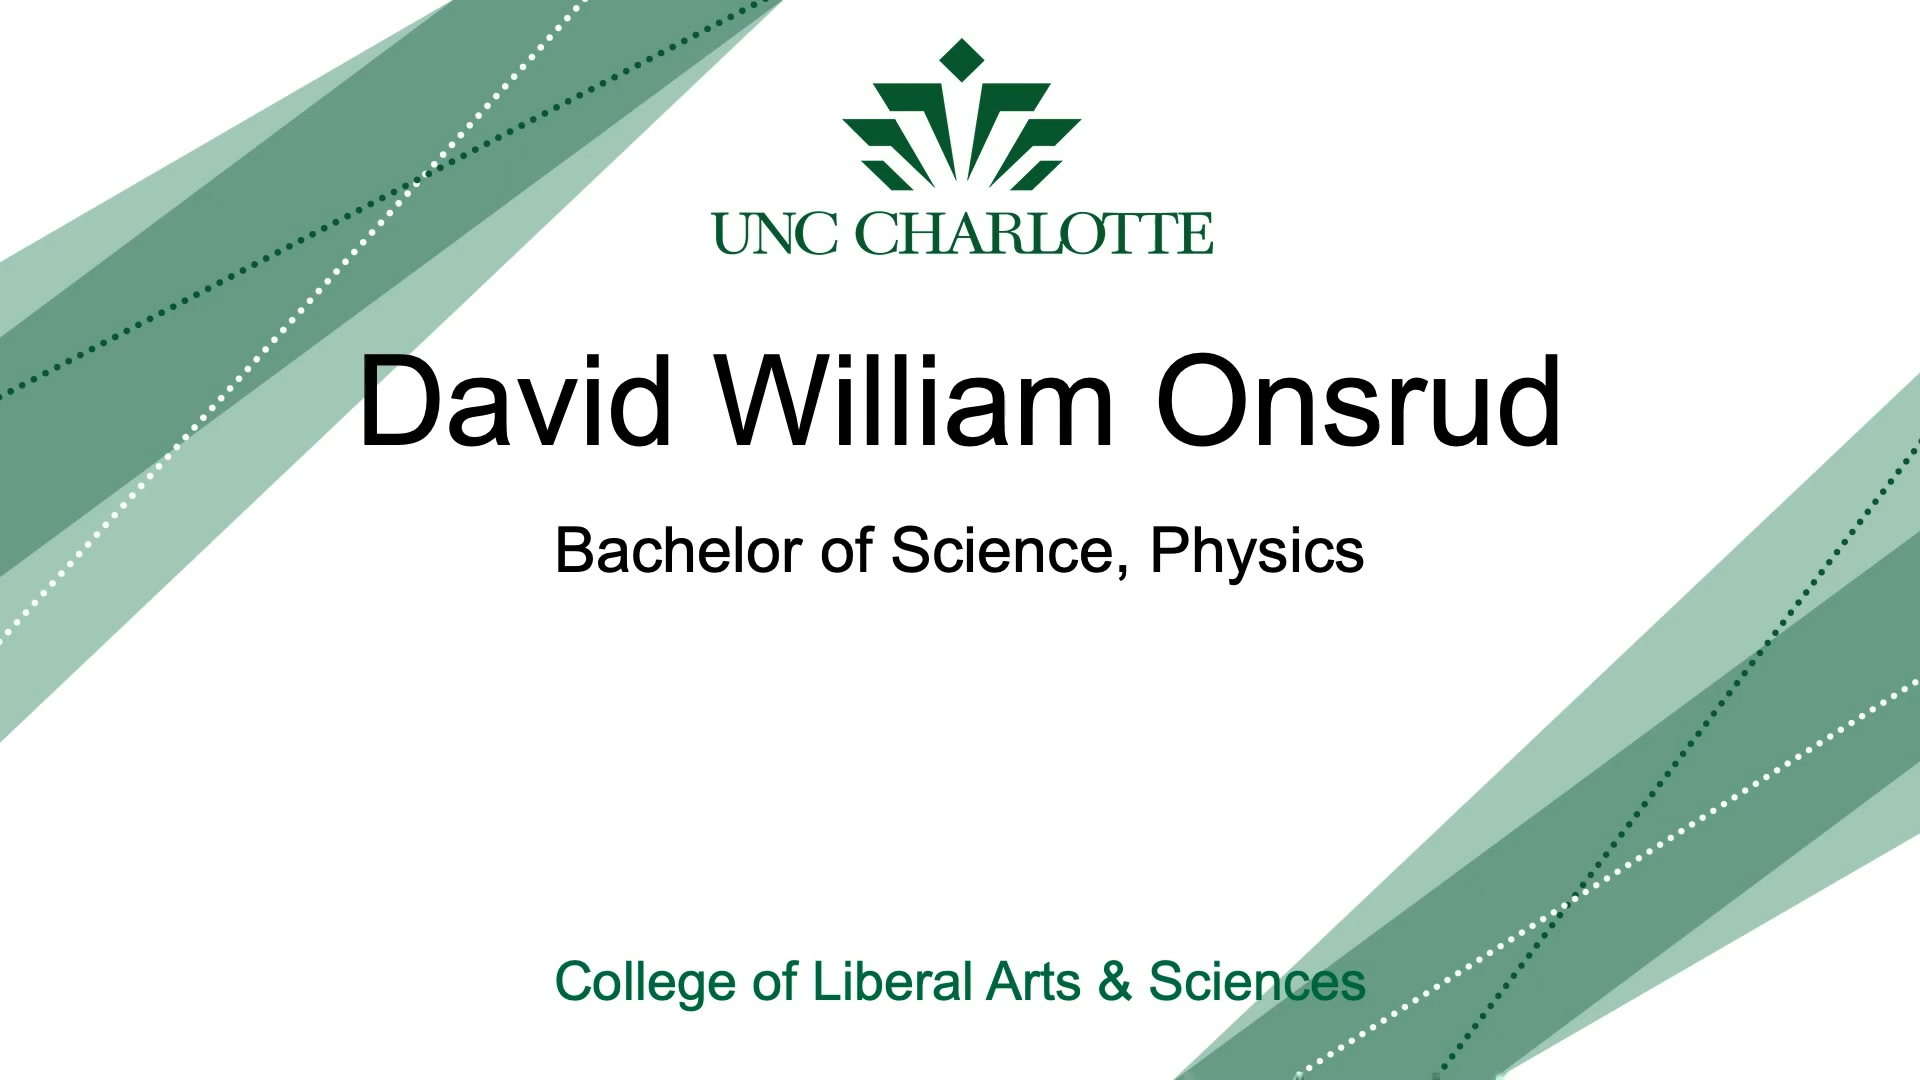 UNC CHARLOTTE
David William Onsrud
Bachelor of Science, Physics
College of Liberal Arts & Sciences